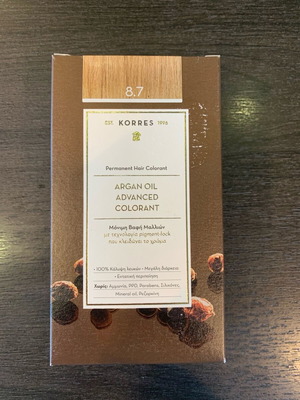 8.7
EST. KORRES 1996
Permanent Hair Colorant
ARGAN OIL
ADVANCED
COLORANT
Μόνιμη Βαφή Μαλλιών
με τεχνολογία pigment-lock
που «κλειδώνει το χρώμα»
• 100% Κάλυψη λευκών • Μεγάλη διάρκεια
• Εντατική περιποίηση
Χωρίς: Αμμωνία, PPD, Parabens, Σιλικόνες,
Mineral oil, Ρεζορκίνη